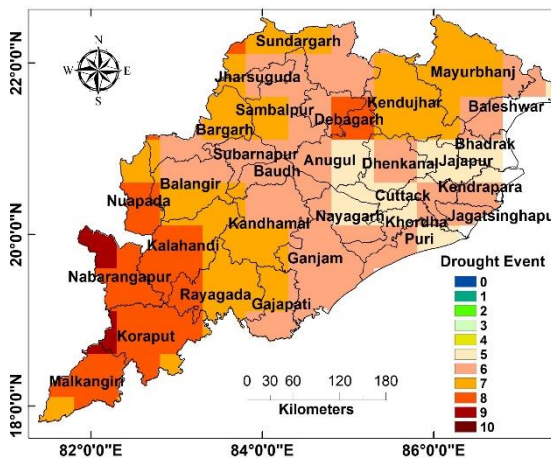 N
W E
S
22°0'0"N
20°0'0"N
18°0'0"N
82°0'0"E 84°0'0"E 86°0'0"E
Sundargarh
Jharsuguda
Mayurbhanj
Sambalpur
Kendujhar
Baleshwar
Debagarh
Bargarh
Bhadrak
Subarnapur
Anugul
Dhenkanal
Jajapur
Balangir
Baudh
Kendrapara
Nuapada
Cuttack
Nayagarh
Khordha
Jagatsinghapur
Kandhamal
Puri
Kalahandi
Ganjam
Nabarangapur
Rayagada
Gajapati
Koraput
Malkangiri
Drought Event
0
1
2
3
4
5
6
7
8
9
10
0 30 60 120 180
Kilometers